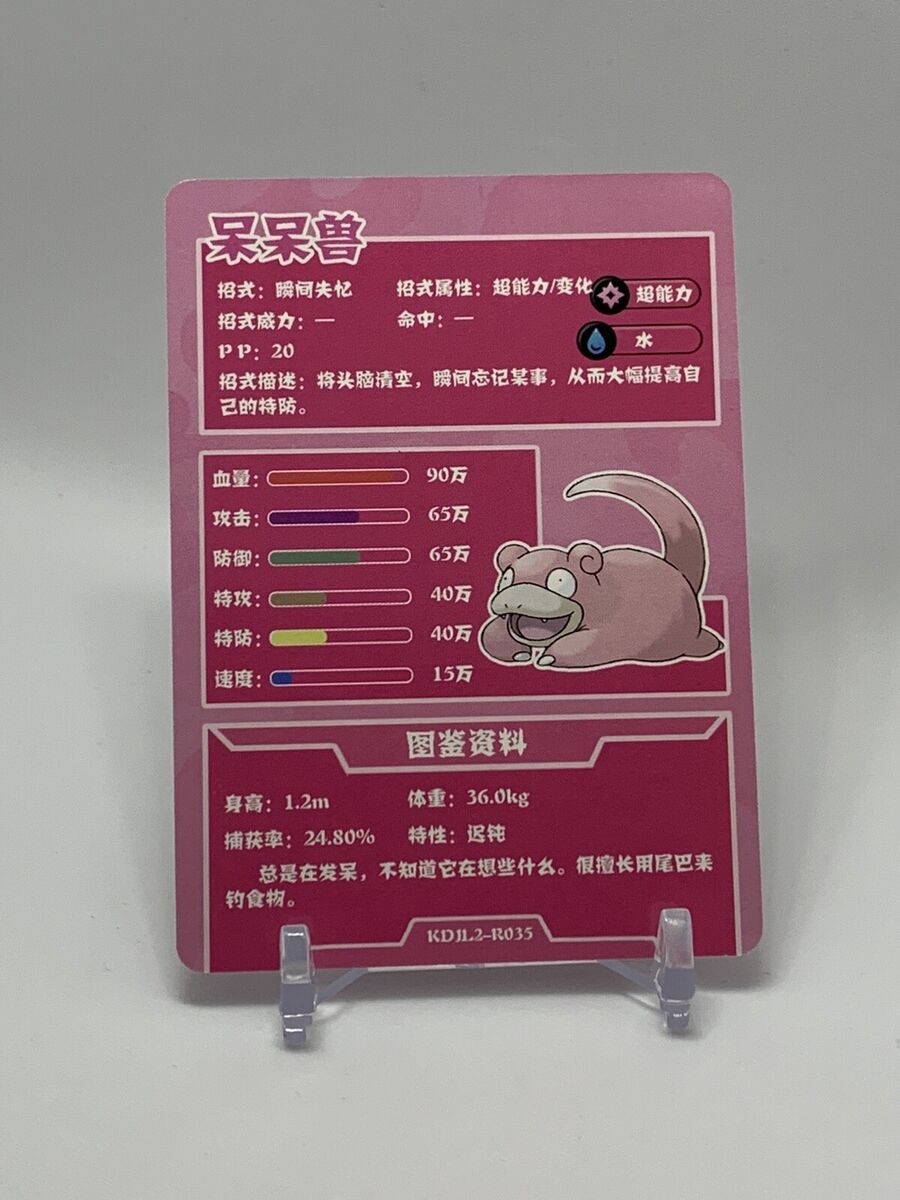 呆呆兽
招式：瞬间失忆 招式属性：超能力/变化 超能力
招式威力：— 命中：— 水
PP：20
招式描述：将头脑清空，瞬间忘记某事，从而大幅提高自
己的特防。
血量： 90万
攻击： 65万
防御： 65万
特攻： 40万
特防： 40万
速度： 15万
图鉴资料
身高：1.2m 体重：36.0kg
捕获率：24.80% 特性：迟钝
总是在发呆，不知道它在想些什么。很擅长用尾巴来
钓食物。
KDJL2-R035